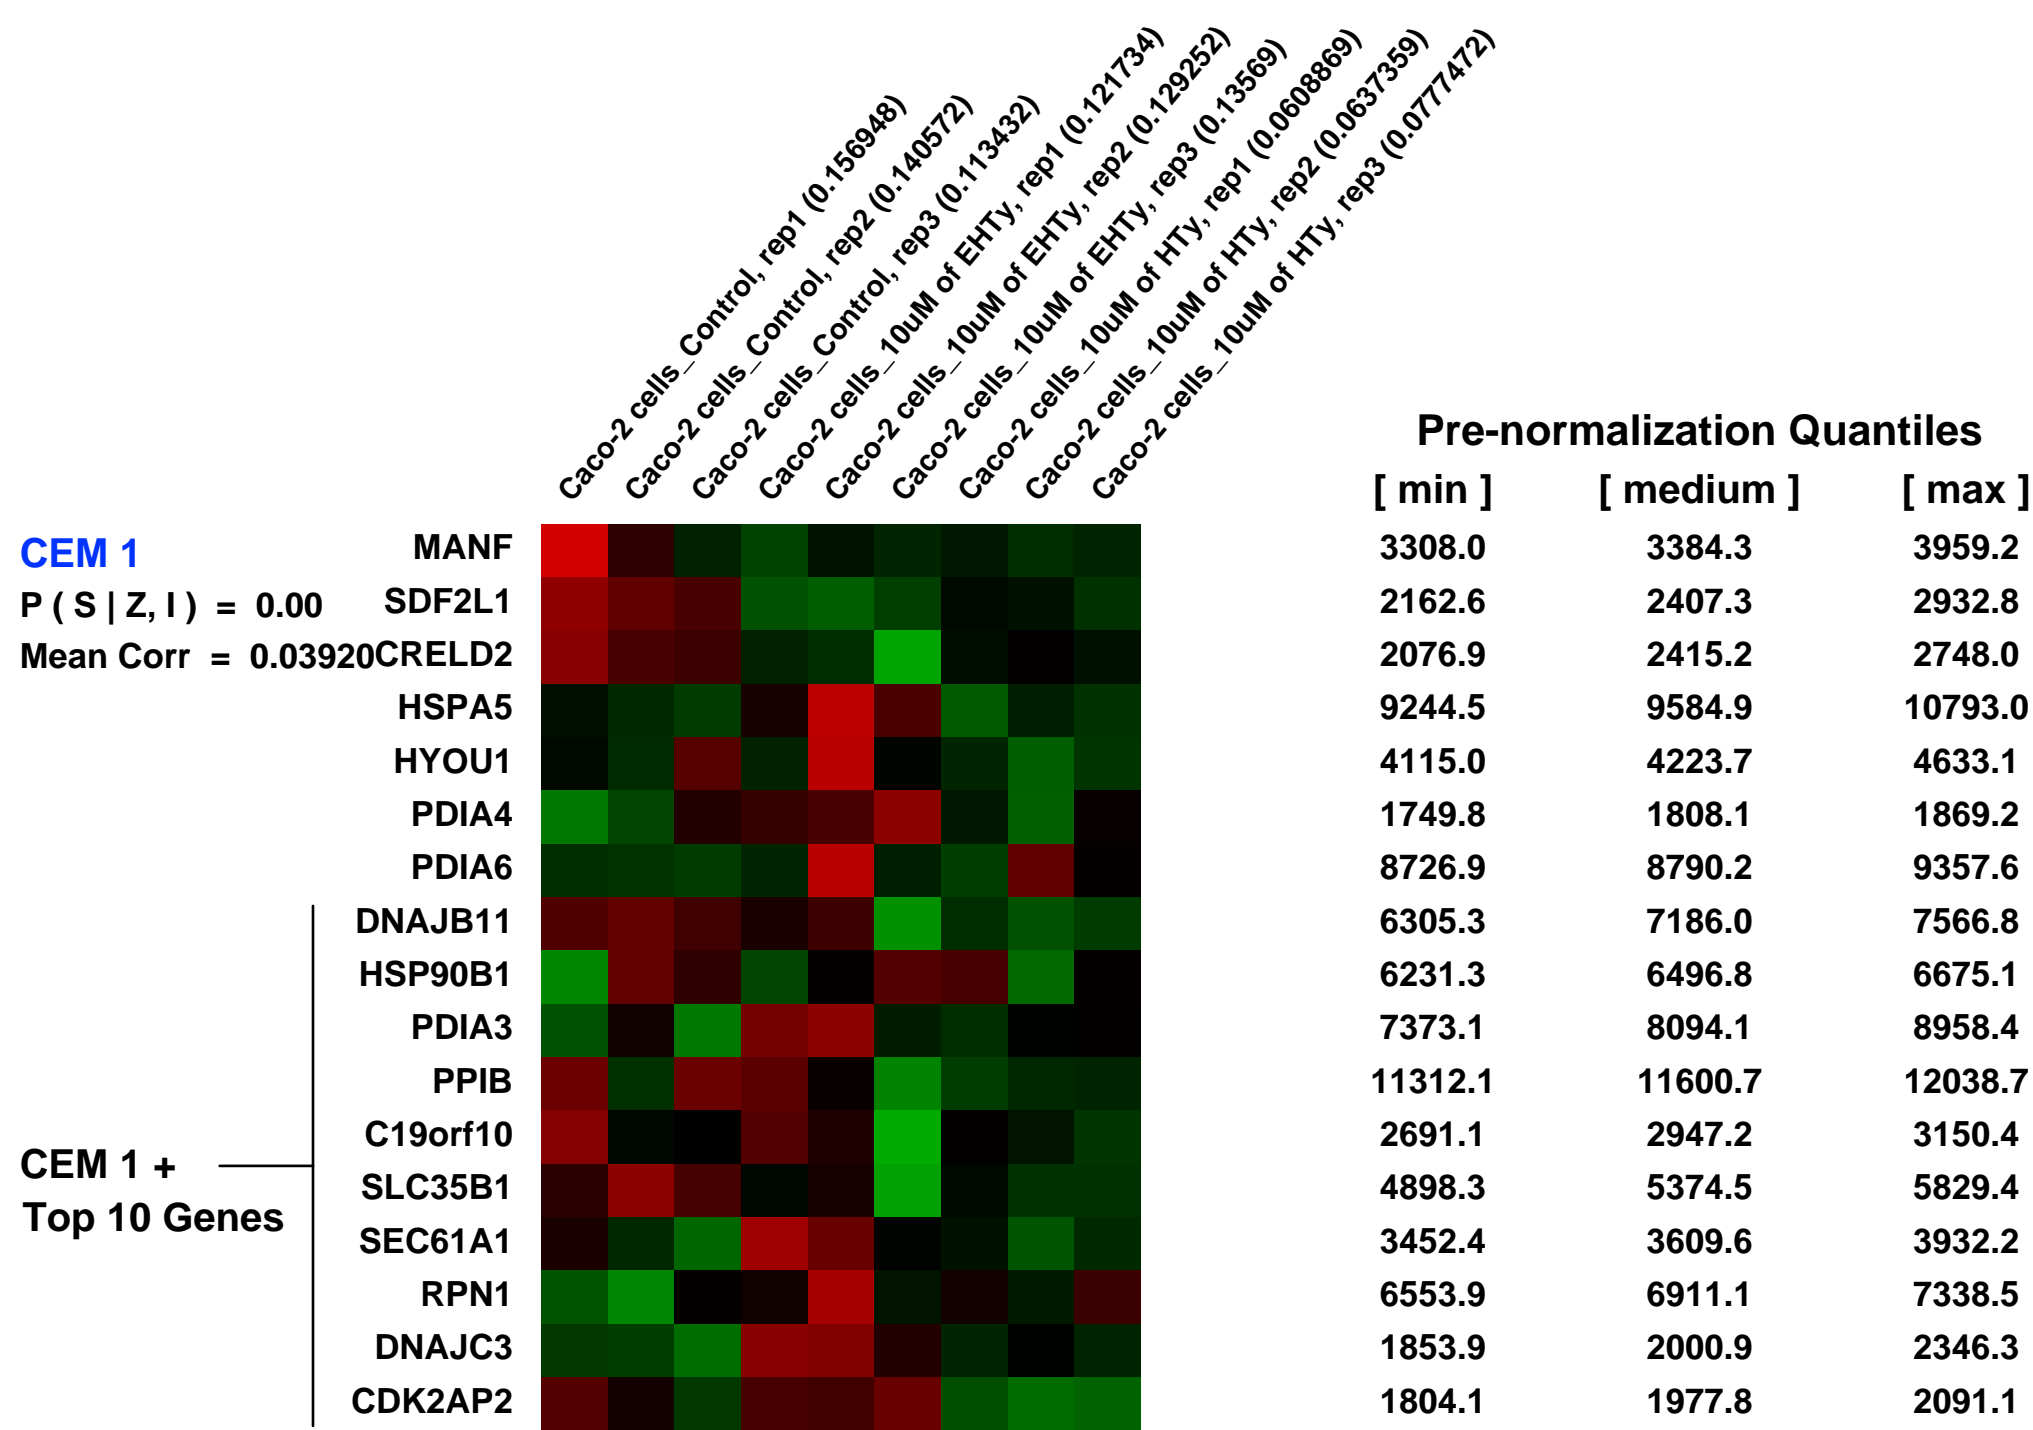 Caco-2 cells_Control, rep1 (0.156948)
Caco-2 cells_Control, rep2 (0.140572)
Caco-2 cells_Control, rep3 (0.113432)
Caco-2 cells_10uM of EHTy, rep1 (0.121734)
Caco-2 cells_10uM of EHTy, rep2 (0.129252)
Caco-2 cells_10uM of EHTy, rep3 (0.13569)
Caco-2 cells_10uM of HTy, rep1 (0.0608869)
Caco-2 cells_10uM of HTy, rep2 (0.0637359)
Caco-2 cells_10uM of HTy, rep3 (0.0777472)
Pre-normalization Quantiles
[ min ] [ medium ] [ max ]
CEM 1 MANF 3308.0 3384.3 3959.2
P ( S | Z, I ) = 0.00 SDF2L1 2162.6 2407.3 2932.8
Mean Corr = 0.03920 CRELD2 2076.9 2415.2 2748.0
HSPA5 9244.5 9584.9 10793.0
HYOU1 4115.0 4223.7 4633.1
PDIA4 1749.8 1808.1 1869.2
PDIA6 8726.9 8790.2 9357.6
DNAJB11 6305.3 7186.0 7566.8
HSP90B1 6231.3 6496.8 6675.1
PDIA3 7373.1 8094.1 8958.4
PPIB 11312.1 11600.7 12038.7
C19orf10 2691.1 2947.2 3150.4
CEM 1 +
SLC35B1 4898.3 5374.5 5829.4
Top 10 Genes
SEC61A1 3452.4 3609.6 3932.2
RPN1 6553.9 6911.1 7338.5
DNAJC3 1853.9 2000.9 2346.3
CDK2AP2 1804.1 1977.8 2091.1